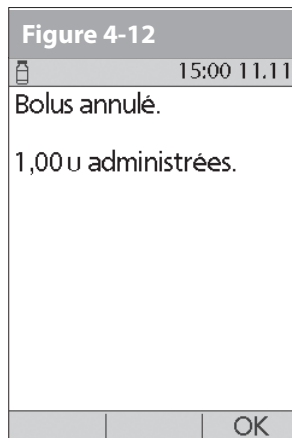 Figure 4-12
15:00 11.11
Bolus annulé.
1,00 u administrées.
OK